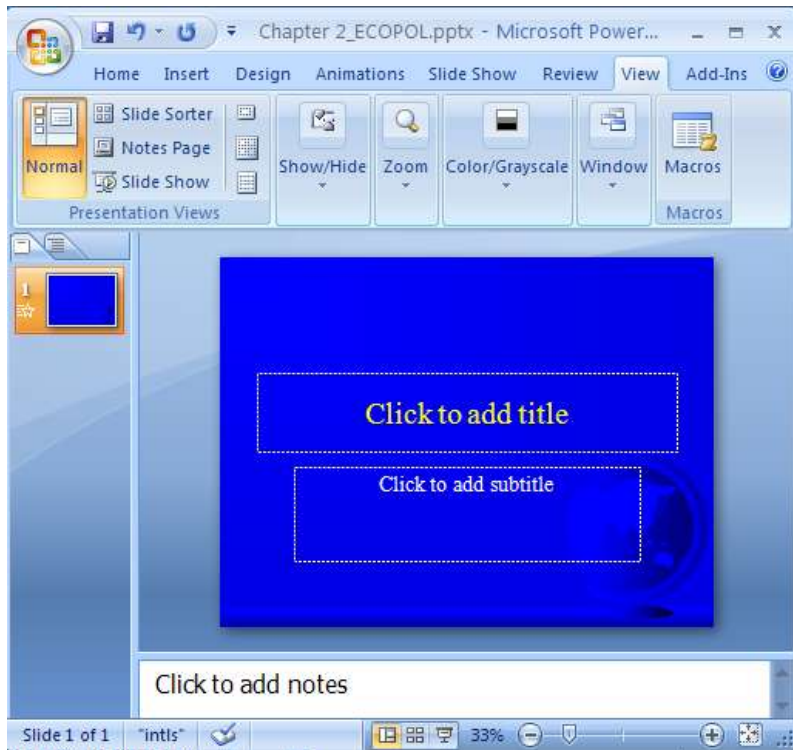 Chapter 2_ECOPOL.pptx - Microsoft Power...
Home Insert Design Animations Slide Show Review View Add-Ins
Normal
Slide Sorter
Notes Page
Slide Show
Show/Hide
Zoom
Color/Grayscale
Window
Macros
Presentation Views
Macros
1
Click to add title
Click to add subtitle
Click to add notes
Slide 1 of 1 "intls" 33%